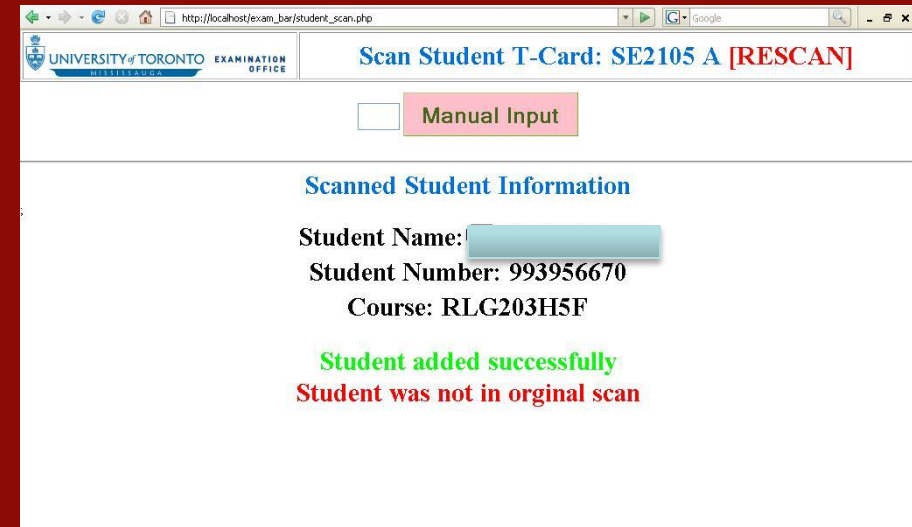 http://localhost/exam_bar/student_scan.php
Google
UNIVERSITY of TORONTO
MISSISSAUGA
EXAMINATION
OFFICE
Scan Student T-Card: SE2105 A [RESCAN]
Manual Input
Scanned Student Information
;
Student Name:
Student Number: 993956670
Course: RLG203H5F
Student added successfully
Student was not in orginal scan